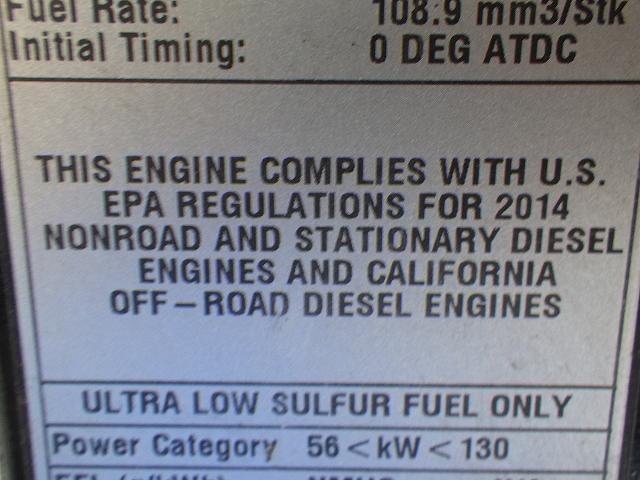 Fuel Rate: 108.9 mm3/Stk
Initial Timing: 0 DEG ATDC
THIS ENGINE COMPLIES WITH U.S.
EPA REGULATIONS FOR 2014
NONROAD AND STATIONARY DIESEL
ENGINES AND CALIFORNIA
OFF-ROAD DIESEL ENGINES
ULTRA LOW SULFUR FUEL ONLY
Power Category 56 < kW < 130